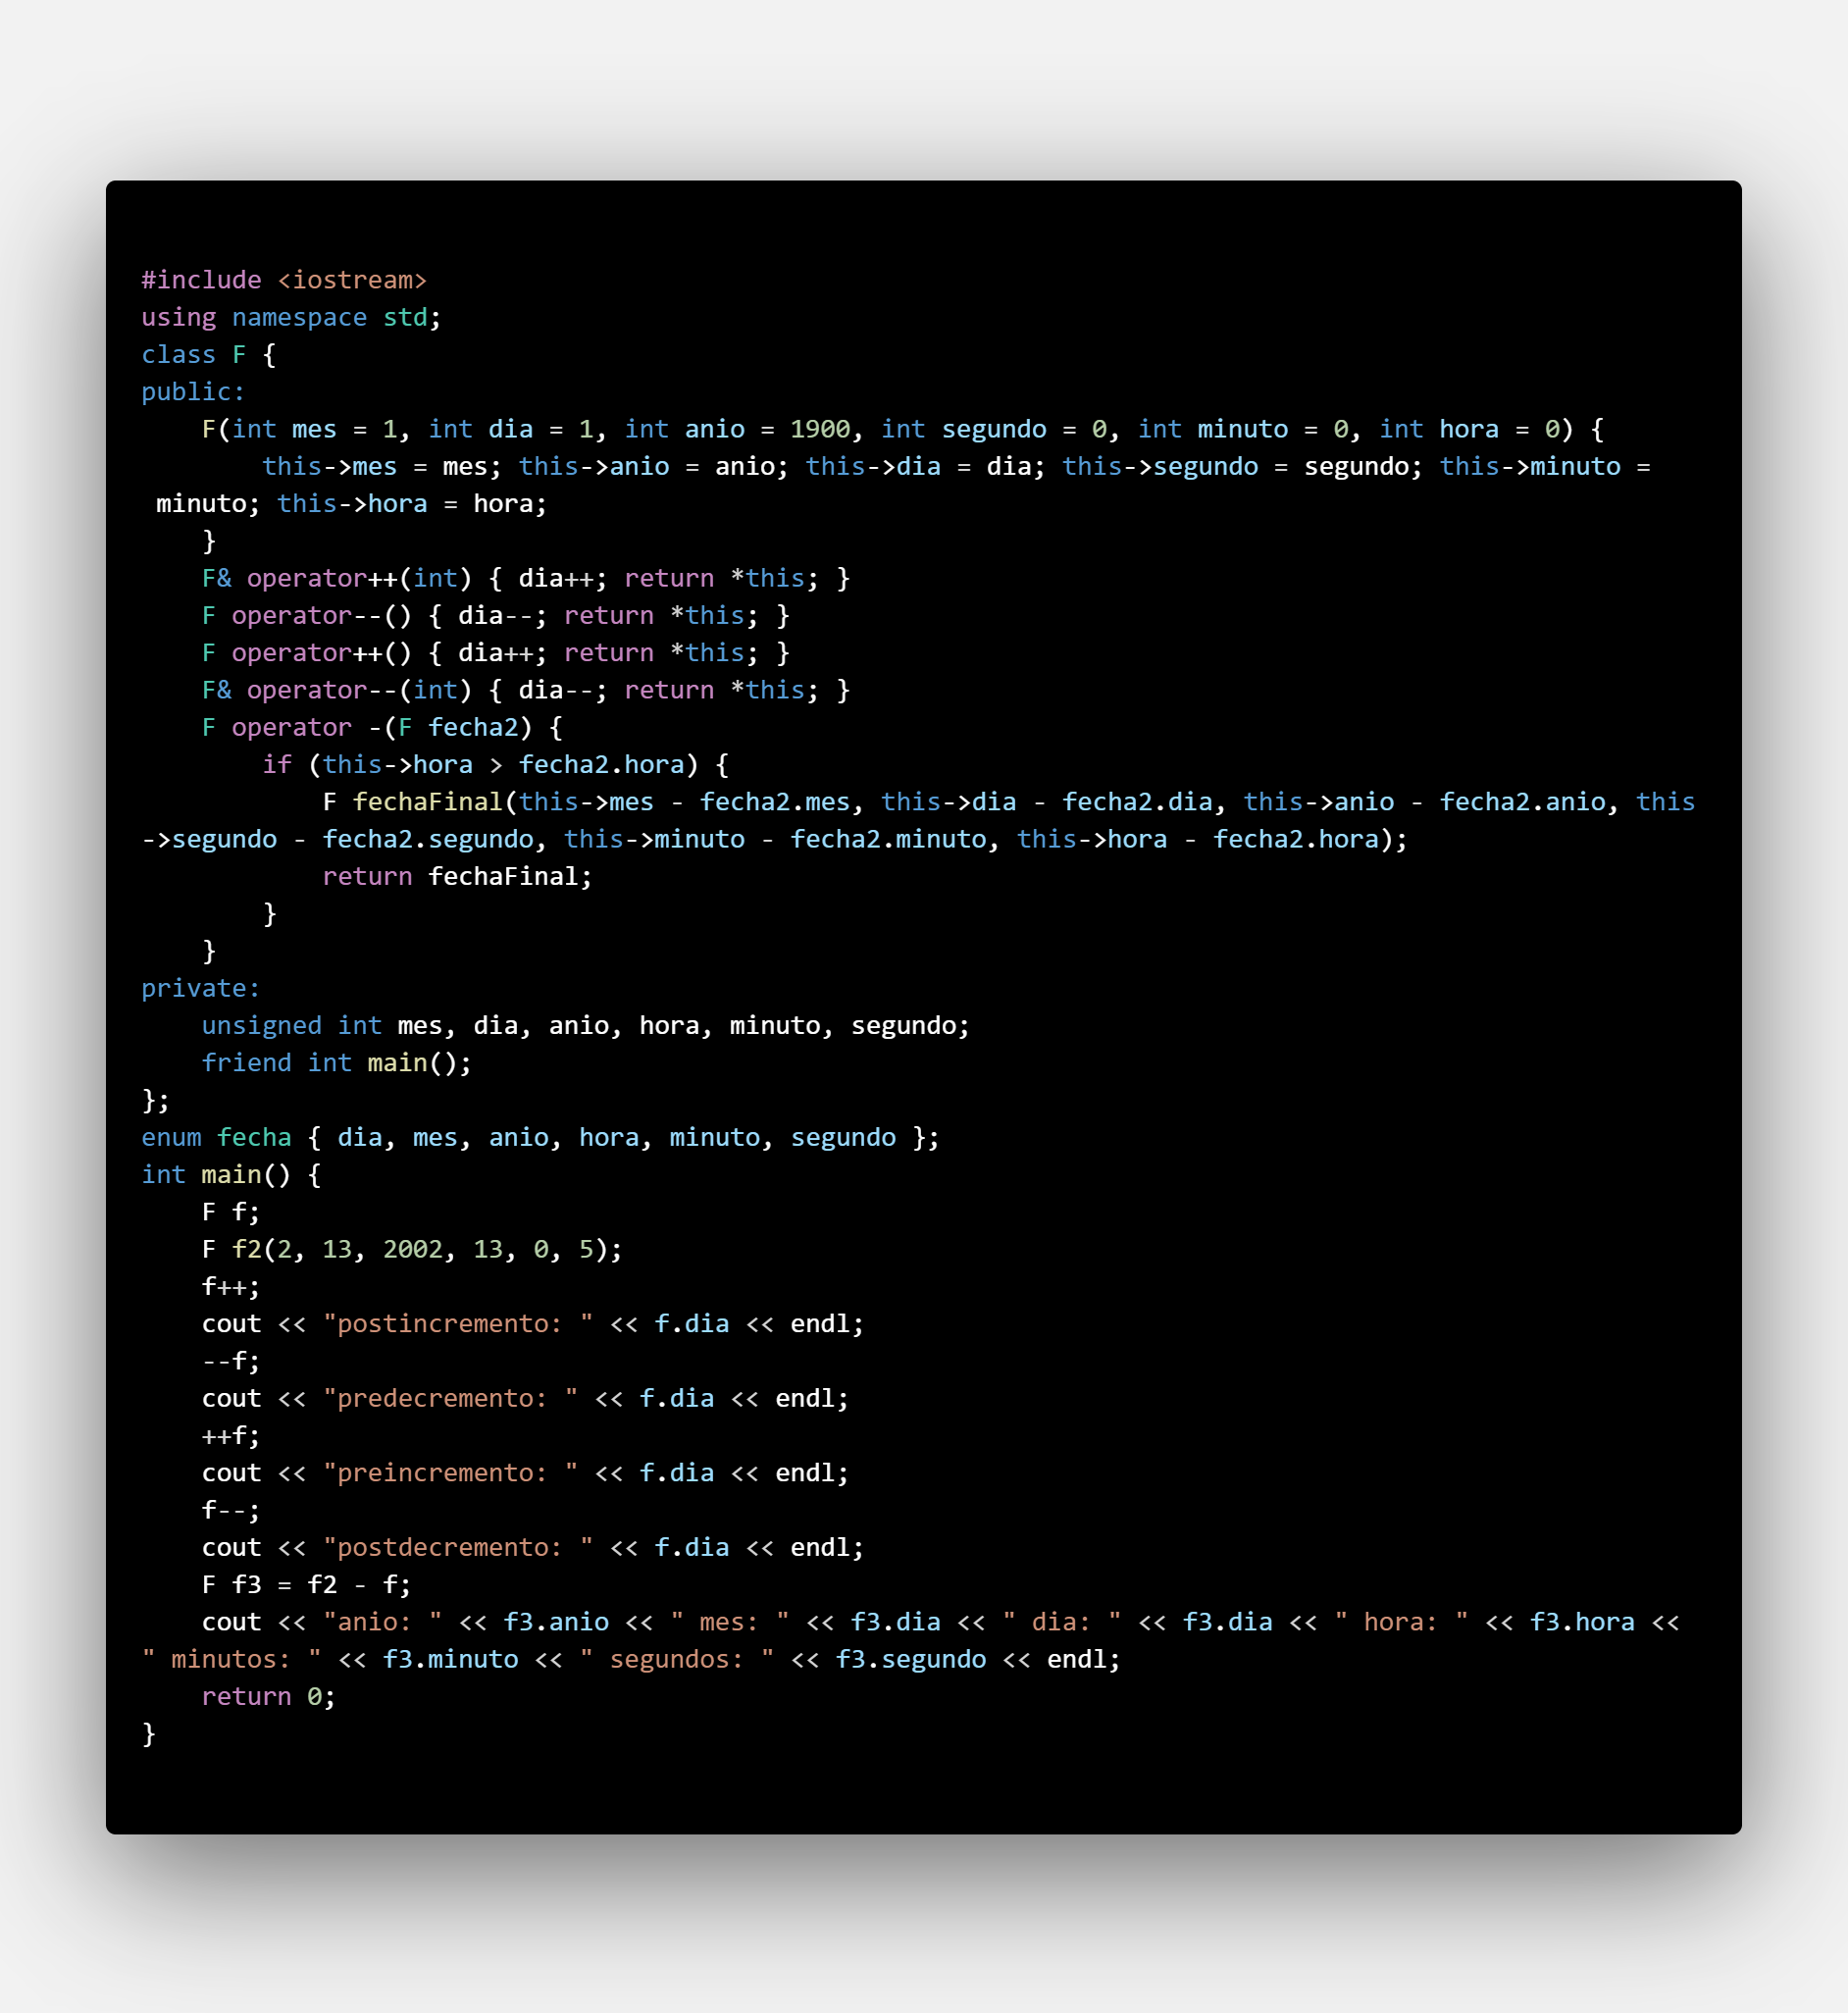 #include <iostream>
using namespace std;
class F {
public:
    F(int mes = 1, int dia = 1, int anio = 1900, int segundo = 0, int minuto = 0, int hora = 0) {
        this->mes = mes; this->anio = anio; this->dia = dia; this->segundo = segundo; this->minuto =
 minuto; this->hora = hora;
    }
    F& operator++(int) { dia++; return *this; }
    F operator--() { dia--; return *this; }
    F operator++() { dia++; return *this; }
    F& operator--(int) { dia--; return *this; }
    F operator -(F fecha2) {
        if (this->hora > fecha2.hora) {
            F fechaFinal(this->mes - fecha2.mes, this->dia - fecha2.dia, this->anio - fecha2.anio, this
->segundo - fecha2.segundo, this->minuto - fecha2.minuto, this->hora - fecha2.hora);
            return fechaFinal;
        }
    }
private:
    unsigned int mes, dia, anio, hora, minuto, segundo;
    friend int main();
};
enum fecha { dia, mes, anio, hora, minuto, segundo };
int main() {
    F f;
    F f2(2, 13, 2002, 13, 0, 5);
    f++;
    cout << "postincremento: " << f.dia << endl;
    --f;
    cout << "predecremento: " << f.dia << endl;
    ++f;
    cout << "preincremento: " << f.dia << endl;
    f--;
    cout << "postdecremento: " << f.dia << endl;
    F f3 = f2 - f;
    cout << "anio: " << f3.anio << " mes: " << f3.dia << " dia: " << f3.dia << " hora: " << f3.hora <<
" minutos: " << f3.minuto << " segundos: " << f3.segundo << endl;
    return 0;
}